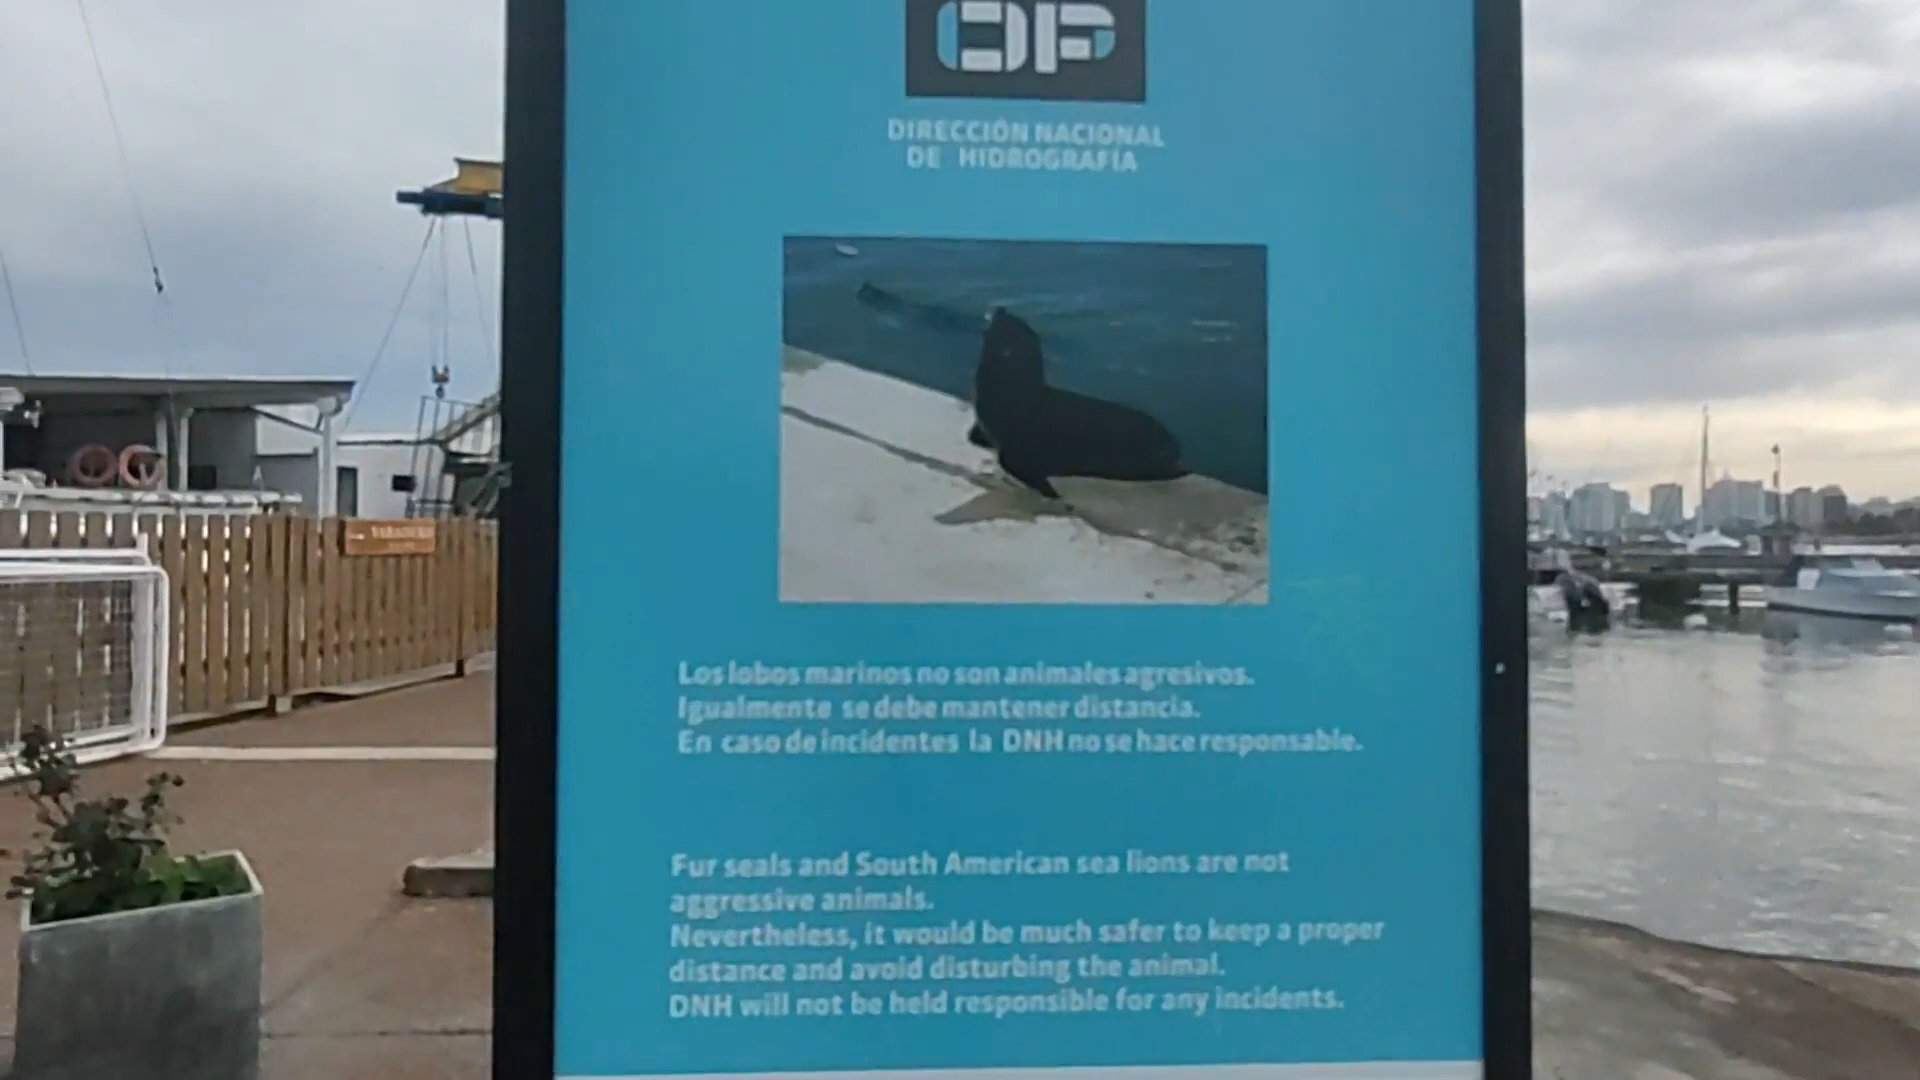 OP
DIRECCIÓN NACIONAL
DE HIDROGRAFÍA
VARADERO
Los lobos marinos no son animales agresivos.
Igualmente se debe mantener distancia.
En caso de incidentes la DNH no se hace responsable.
Fur seals and South American sea lions are not
aggressive animals.
Nevertheless, it would be much safer to keep a proper
distance and avoid disturbing the animal.
DNH will not be held responsible for any incidents.